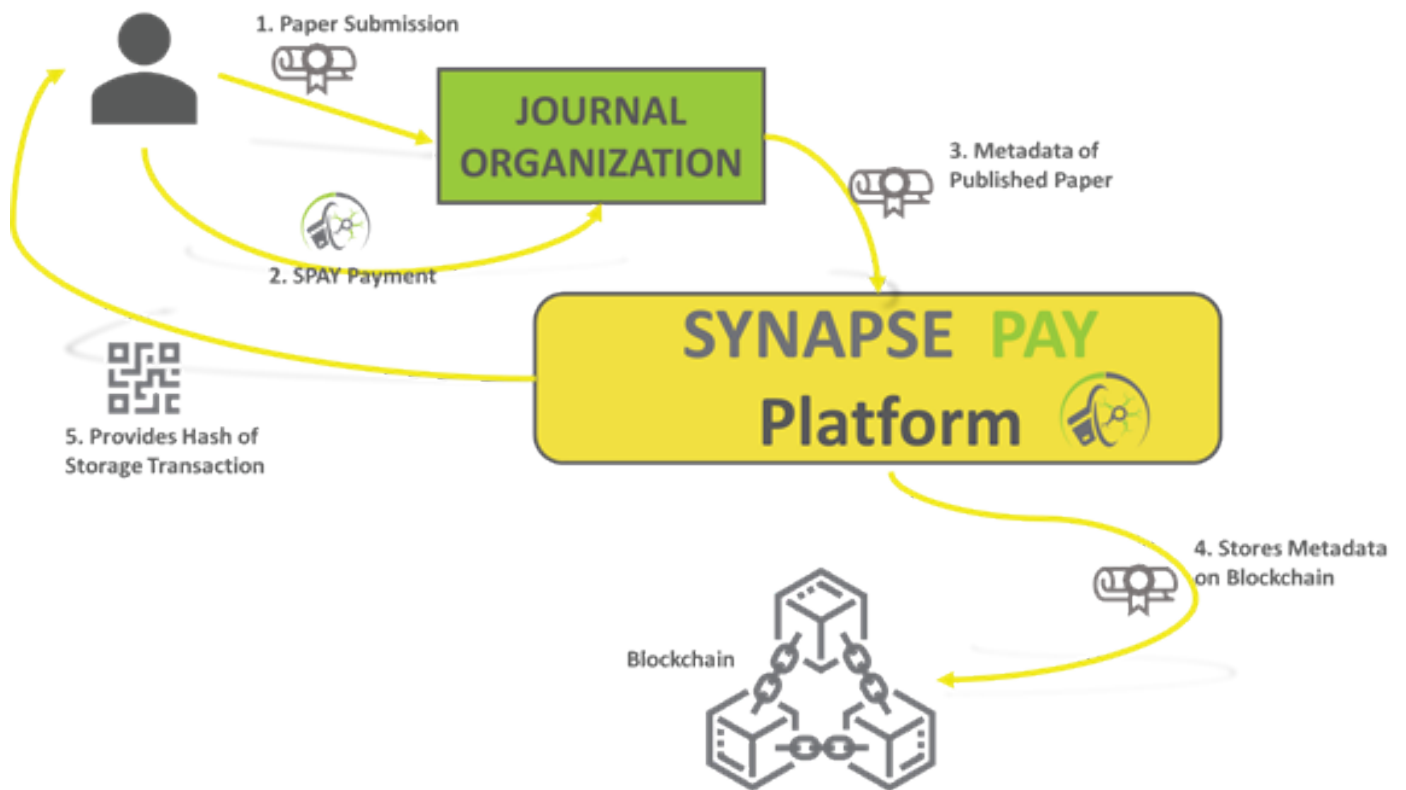 1. Paper Submission
JOURNAL
ORGANIZATION
3. Metadata of
Published Paper
2. SPAY Payment
SYNAPSE PAY
Platform
5. Provides Hash of
Storage Transaction
4. Stores Metadata
on Blockchain
Blockchain